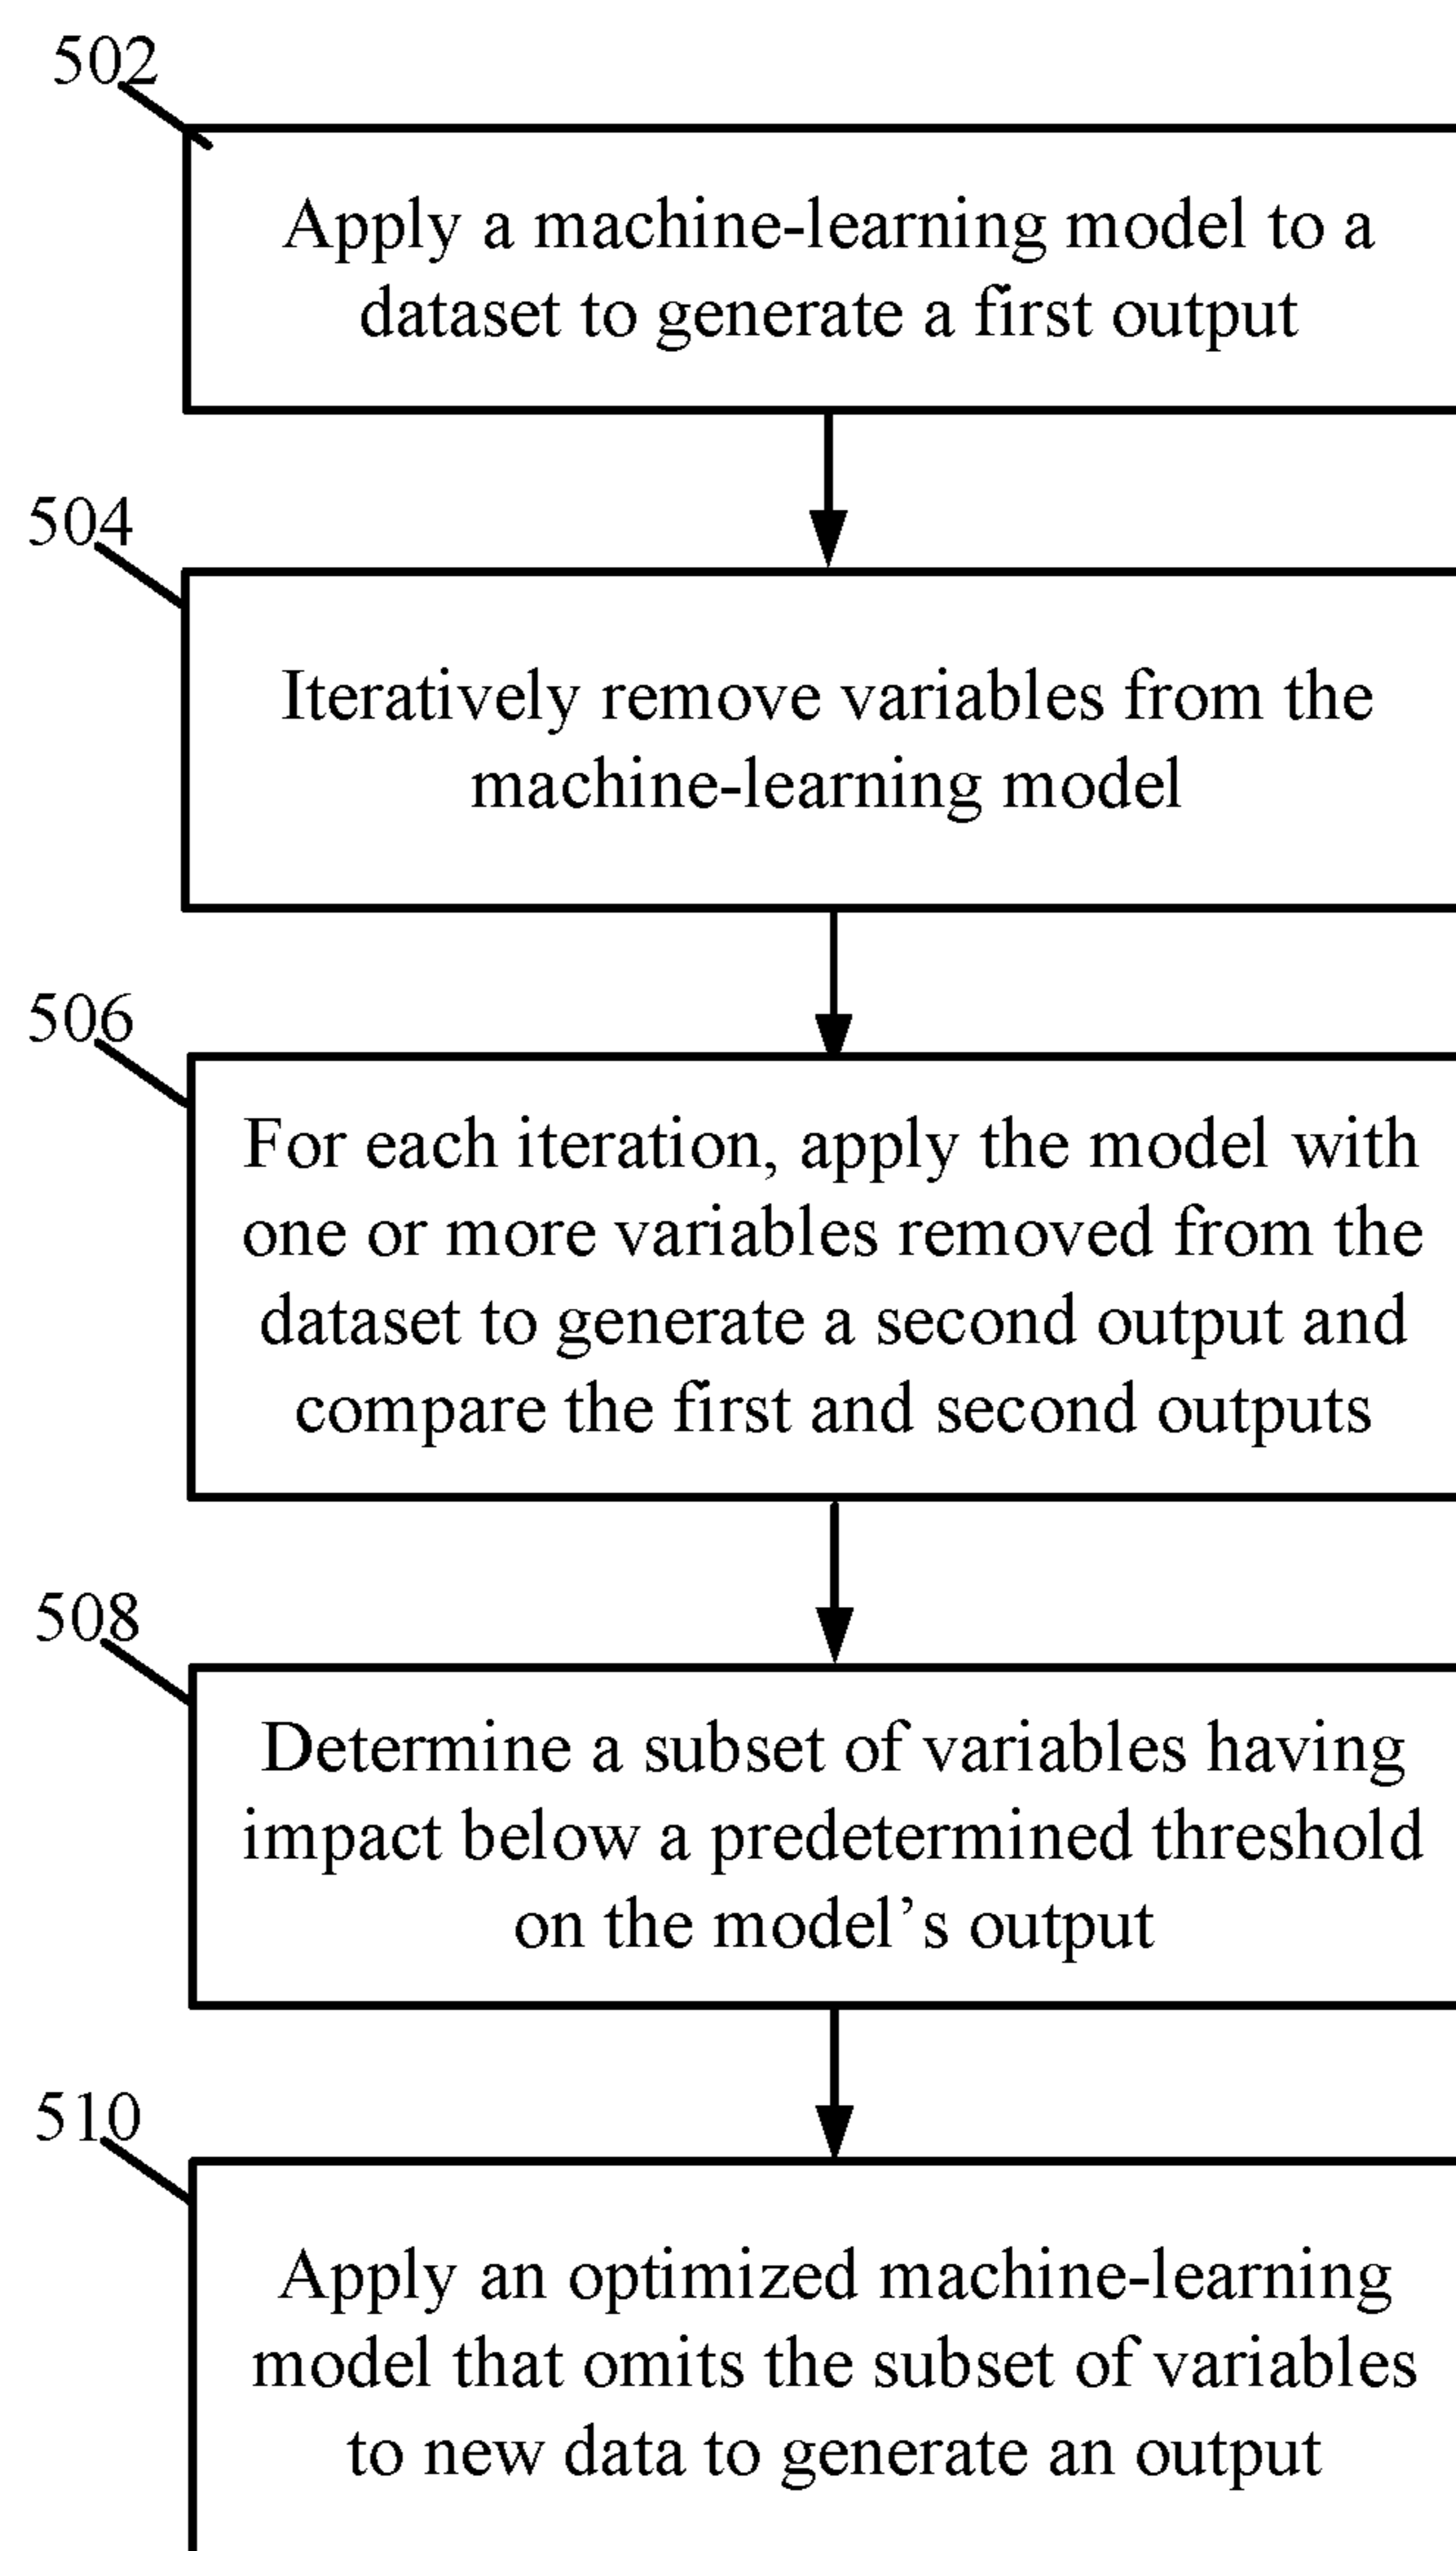 502
Apply a machine-learning model to a
dataset to generate a first output
504
Iteratively remove variables from the
machine-learning model
506
For each iteration, apply the model with
one or more variables removed from the
dataset to generate a second output and
compare the first and second outputs
508
Determine a subset of variables having
impact below a predetermined threshold
on the model’s output
510
Apply an optimized machine-learning
model that omits the subset of variables
to new data to generate an output